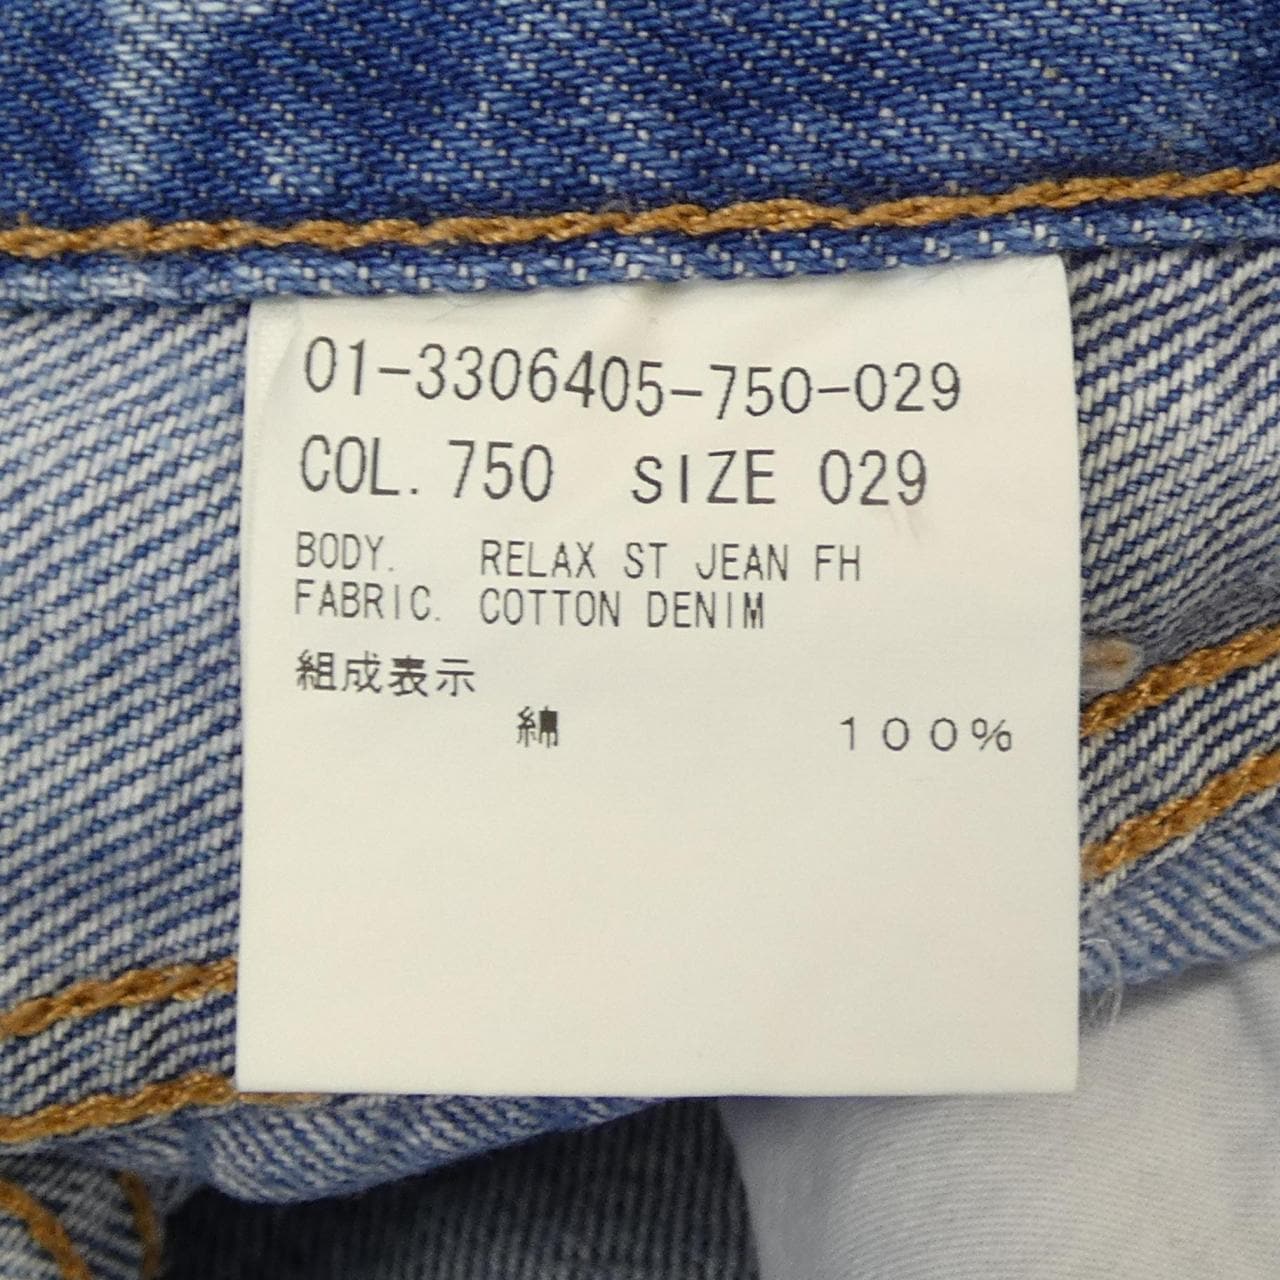 01-3306405-750-029
COL. 750 SIZE 029
BODY. RELAX ST JEAN FH
FABRIC. COTTON DENIM
組成表示
綿 100%